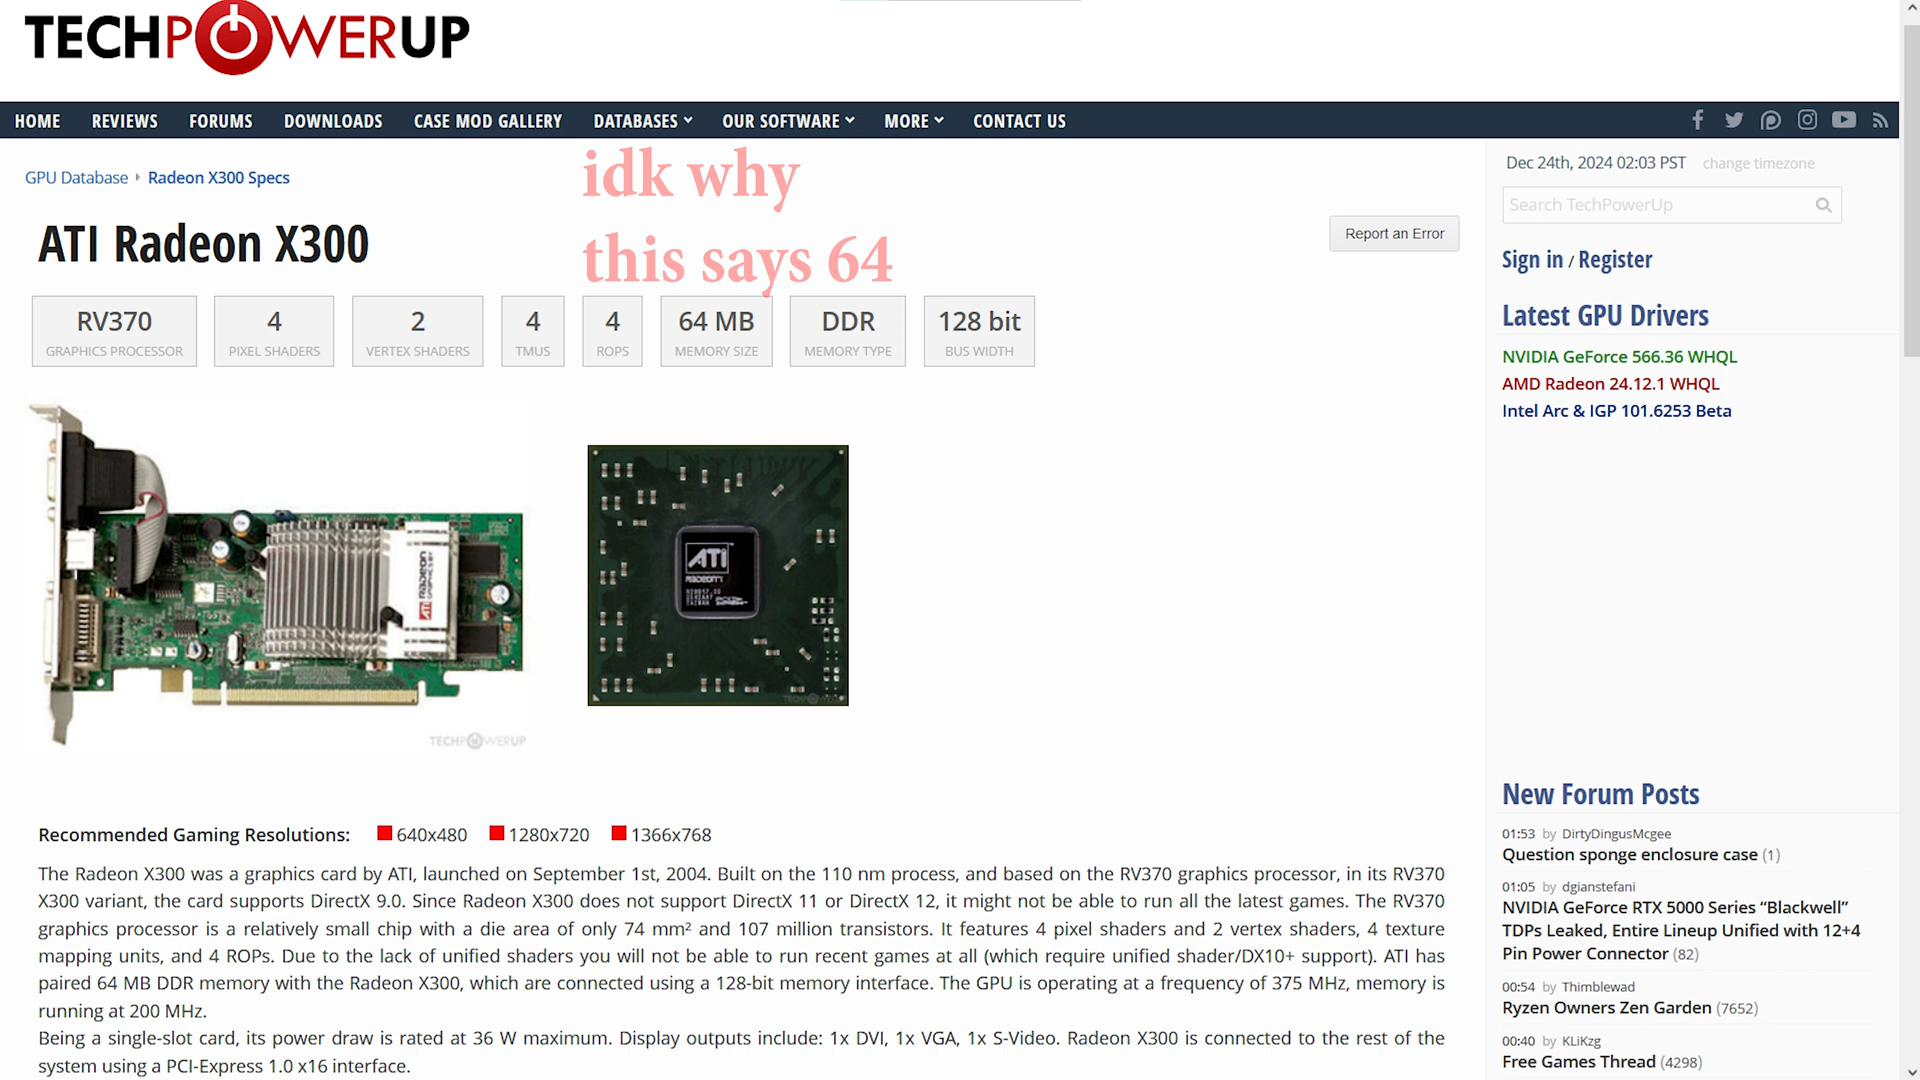 TECHPOWERUP
HOME REVIEWS FORUMS DOWNLOADS CASE MOD GALLERY DATABASES OUR SOFTWARE MORE CONTACT US
GPU Database Radeon X300 Specs
idk why
this says 64
ATI Radeon X300
Report an Error
RV370
GRAPHICS PROCESSOR
4
PIXEL SHADERS
2
VERTEX SHADERS
4
TMUS
4
ROPS
64 MB
MEMORY SIZE
DDR
MEMORY TYPE
128 bit
BUS WIDTH
ATI
RADEON
TECHPOWERUP
ATI
RADEON
Recommended Gaming Resolutions: 640x480 1280x720 1366x768
The Radeon X300 was a graphics card by ATI, launched on September 1st, 2004. Built on the 110 nm process, and based on the RV370 graphics processor, in its RV370
X300 variant, the card supports DirectX 9.0. Since Radeon X300 does not support DirectX 11 or DirectX 12, it might not be able to run all the latest games. The RV370
graphics processor is a relatively small chip with a die area of only 74 mm² and 107 million transistors. It features 4 pixel shaders and 2 vertex shaders, 4 texture
mapping units, and 4 ROPs. Due to the lack of unified shaders you will not be able to run recent games at all (which require unified shader/DX10+ support). ATI has
paired 64 MB DDR memory with the Radeon X300, which are connected using a 128-bit memory interface. The GPU is operating at a frequency of 375 MHz, memory is
running at 200 MHz.
Being a single-slot card, its power draw is rated at 36 W maximum. Display outputs include: 1x DVI, 1x VGA, 1x S-Video. Radeon X300 is connected to the rest of the
system using a PCI-Express 1.0 x16 interface.
Dec 24th, 2024 02:03 PST change timezone
Search TechPowerUp
Sign in / Register
Latest GPU Drivers
NVIDIA GeForce 566.36 WHQL
AMD Radeon 24.12.1 WHQL
Intel Arc & IGP 101.6253 Beta
New Forum Posts
01:53 by DirtyDingusMcgee
Question sponge enclosure case (1)
01:05 by dgianstefani
NVIDIA GeForce RTX 5000 Series “Blackwell”
TDPs Leaked, Entire Lineup Unified with 12+4
Pin Power Connector (82)
00:54 by Thimblewad
Ryzen Owners Zen Garden (7652)
00:40 by KLiKzg
Free Games Thread (4298)